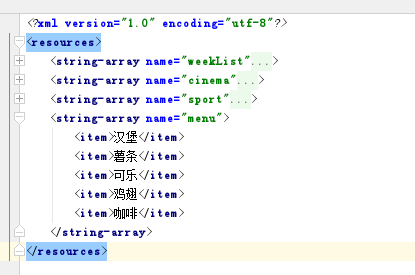 <?xml version="1.0" encoding="utf-8"?>
<resources>
<string-array name="weekList"...>
<string-array name="cinema"...>
<string-array name="sport"...>
<string-array name="menu">
<item>汉堡</item>
<item>薯条</item>
<item>可乐</item>
<item>鸡翅</item>
<item>咖啡</item>
</string-array>
</resources>